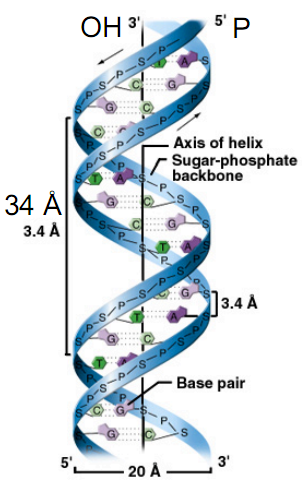 OH 3' 5' P
T A
C G
G C
C G
Axis of helix
Sugar-phosphate
backbone
34 Å
3.4 Å
T A
G C
C G
T A
G
3.4 Å
T A
G C
T A
Base pair
C G
G C
5' 20 Å 3'
S P S P S P S P